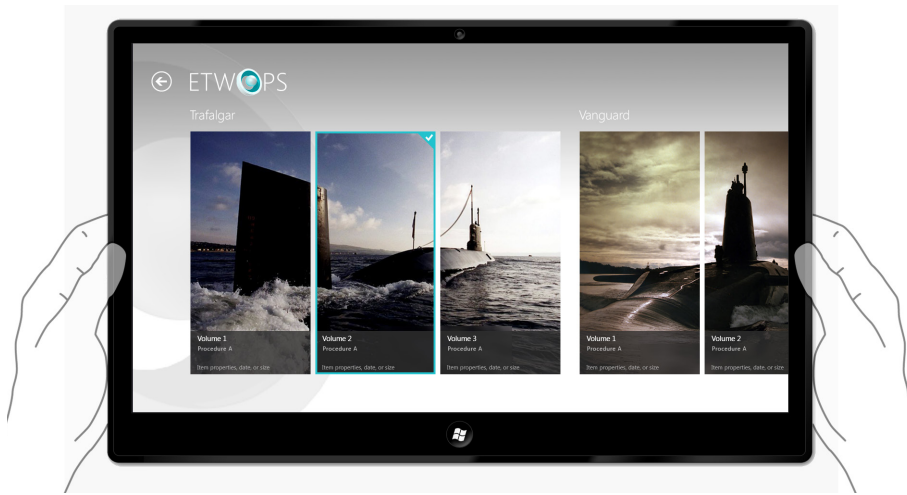 ETWOPS
Trafalgar
Vanguard
Volume 1
Procedure A
Item properties, date, or size
Volume 2
Procedure A
Item properties, date, or size
Volume 3
Procedure A
Item properties, date, or size
Volume 1
Procedure A
Item properties, date, or size
Volume 2
Procedure A
Item properties, date, or size